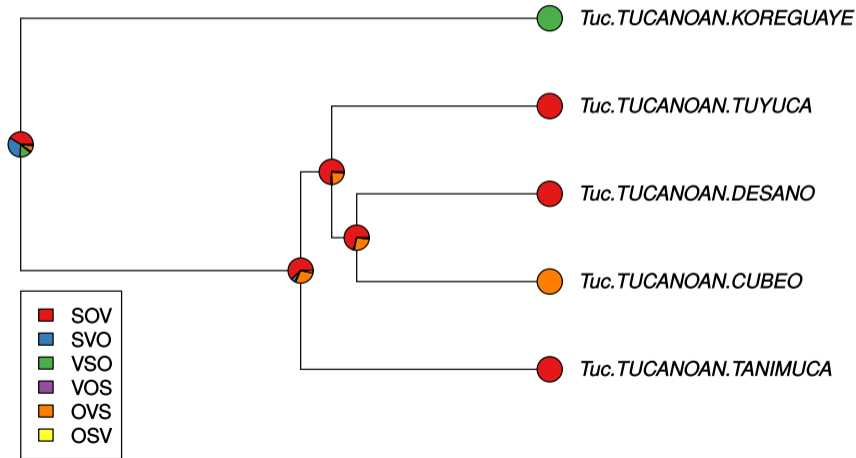 Tuc.TUCANOAN.KOREGUAYE
Tuc.TUCANOAN.TUYUCA
Tuc.TUCANOAN.DESANO
Tuc.TUCANOAN.CUBEO
Tuc.TUCANOAN.TANIMUCA
SOV
SVO
VSO
VOS
OVS
OSV